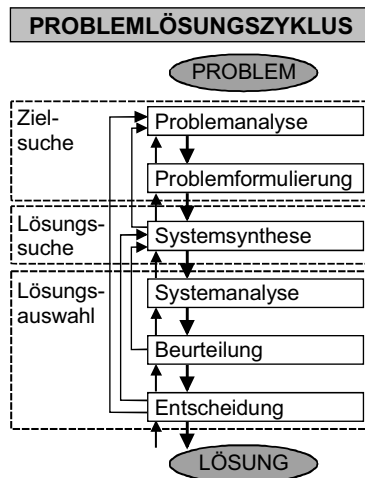 PROBLEMLÖSUNGSZYKLUS
PROBLEM
Ziel-
suche
Problemanalyse
Problemformulierung
Lösungs-
suche
Systemsynthese
Lösungs-
auswahl
Systemanalyse
Beurteilung
Entscheidung
LÖSUNG